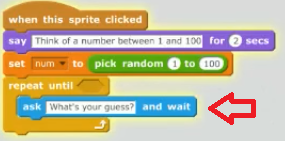 when this sprite clicked
say Think of a number between 1 and 100 for 2 secs
set num to pick random 1 to 100
repeat until
ask What's your guess? and wait